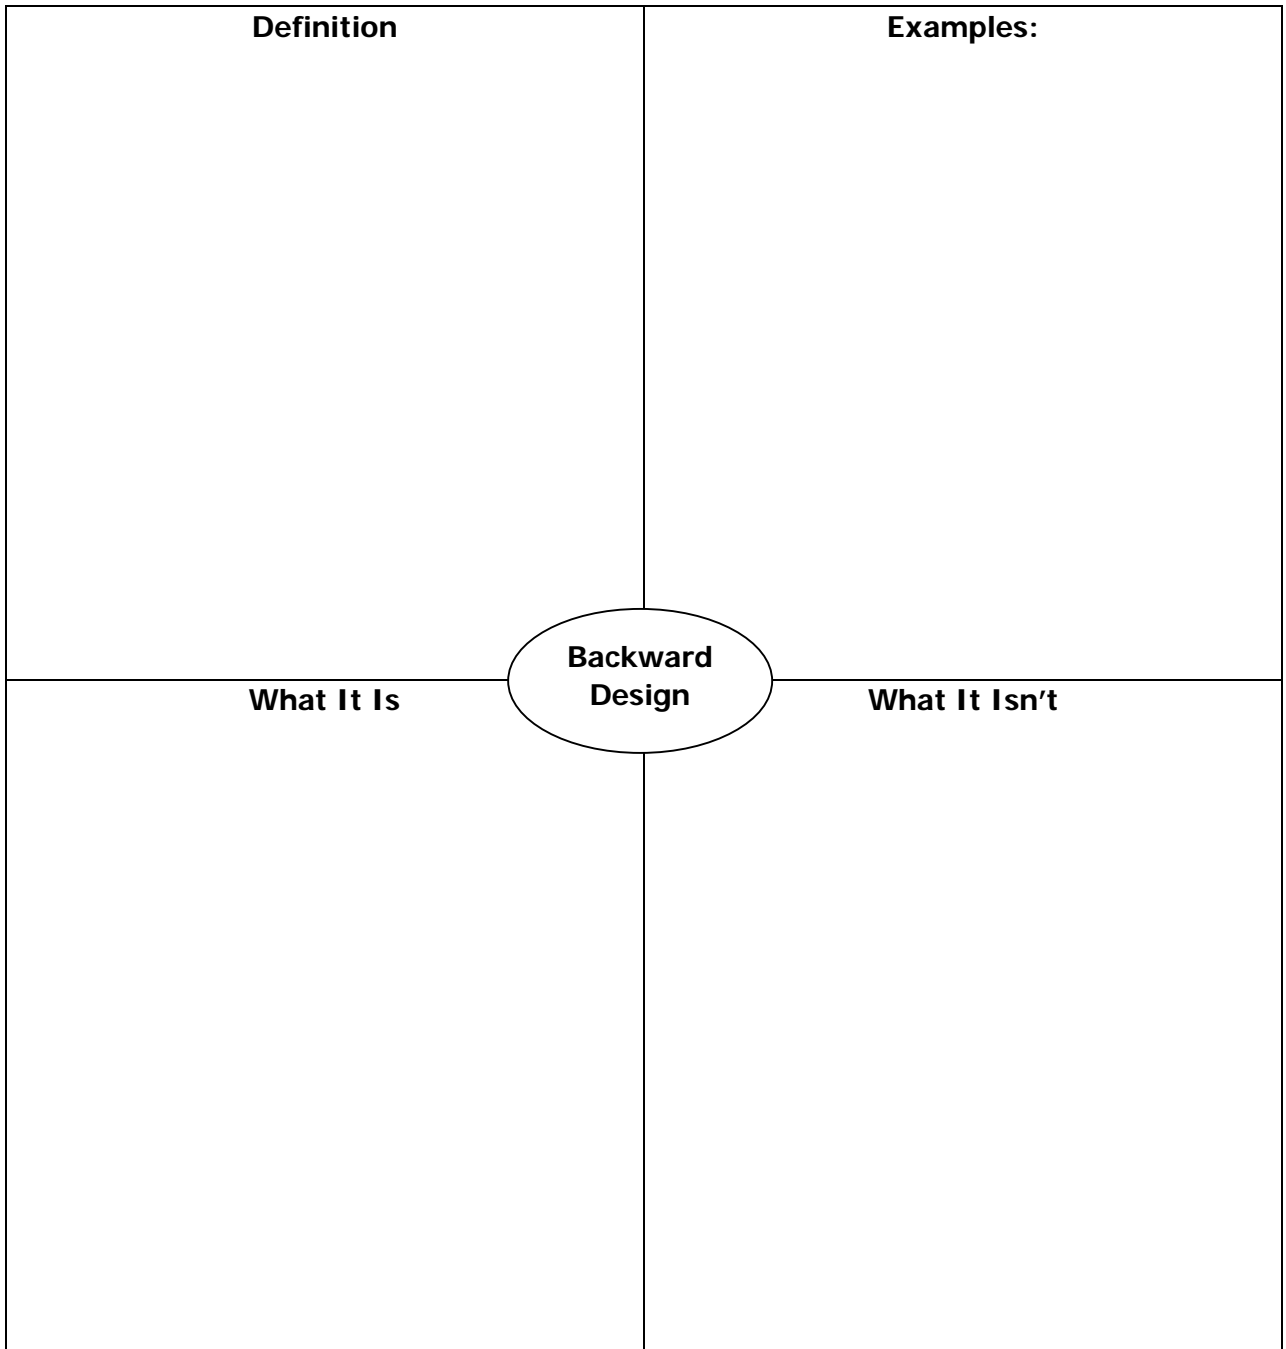 Definition
Examples:
Backward
Design
What It Is
What It Isn't